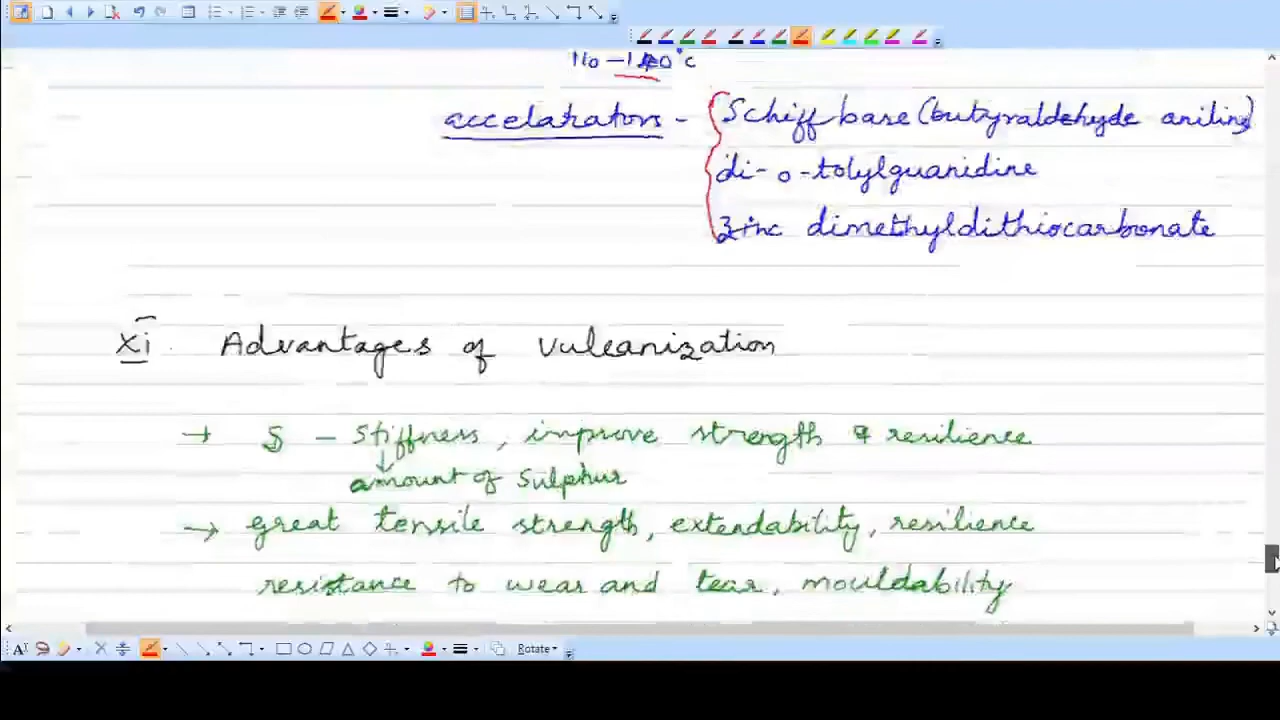 110-140°C
accelarators - Schiff base (butyraldehyde aniline)
di-o-tolylguanidine
Zinc dimethyldithiocarbonate
xi Advantages of vulcanization
→ S - Stiffness, improve strength & resilience
↓
amount of Sulphur
→ great tensile strength, extendability, resilience
resistance to wear and tear, mouldability
Rotate